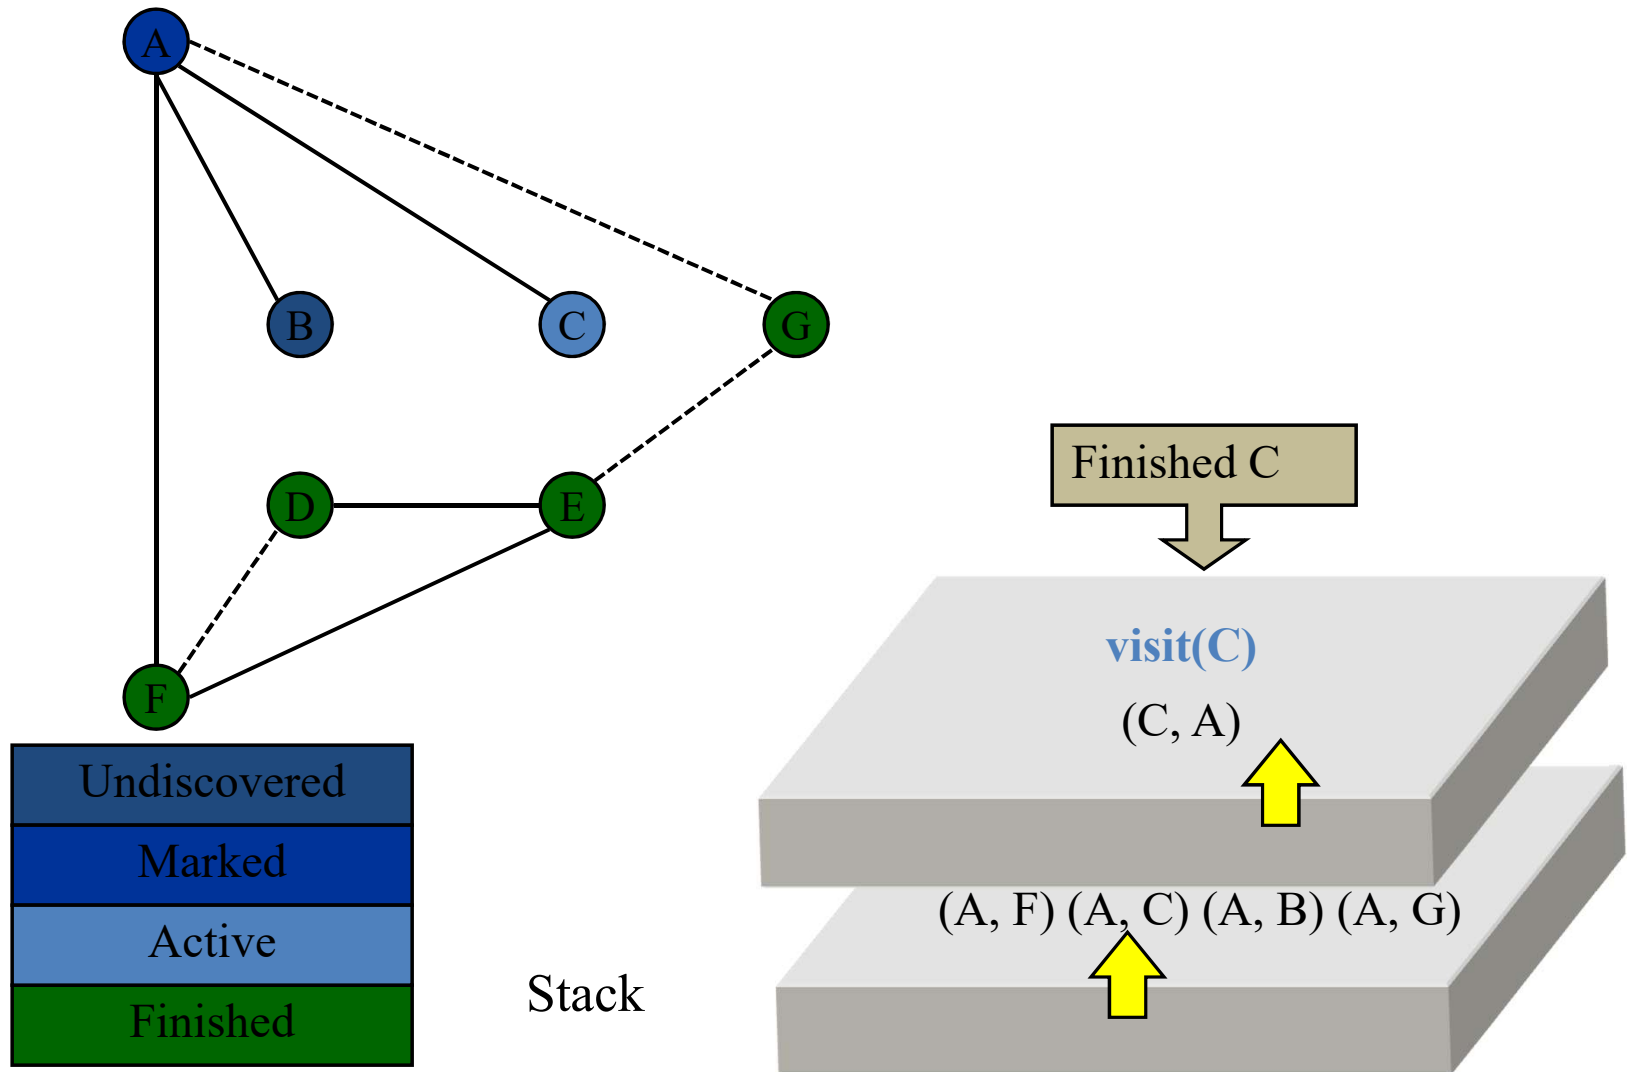 A
B
C
G
D
E
F
Undiscovered
Marked
Active
Finished
Stack
Finished C
visit(C)
(C, A)
(A, F) (A, C) (A, B) (A, G)